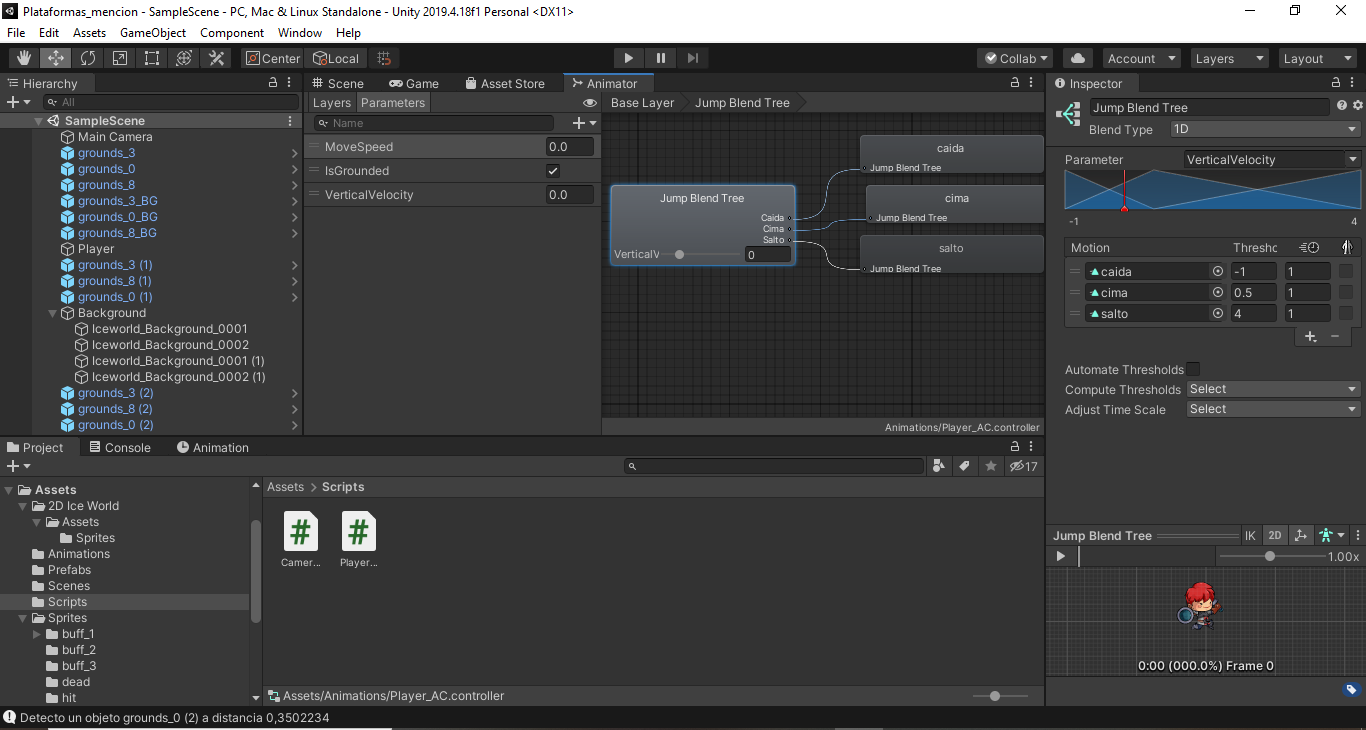 Plataformas_mencion - SampleScene - PC, Mac & Linux Standalone - Unity 2019.4.18f1 Personal <DX11>
File Edit Assets GameObject Component Window Help
Center Local Collab Account Layers Layout
Hierarchy
All
SampleScene
Main Camera
grounds_3
grounds_0
grounds_8
grounds_3_BG
grounds_0_BG
grounds_8_BG
Player
grounds_3 (1)
grounds_8 (1)
grounds_0 (1)
Background
Iceworld_Background_0001
Iceworld_Background_0002
Iceworld_Background_0001 (1)
Iceworld_Background_0002 (1)
grounds_3 (2)
grounds_8 (2)
grounds_0 (2)
Scene Game Asset Store Animator
Layers Parameters
Name
MoveSpeed 0.0
IsGrounded
VerticalVelocity 0.0
Base Layer Jump Blend Tree
Jump Blend Tree
Caida
Cima
Salto
VerticalV 0
caida
Jump Blend Tree
cima
Jump Blend Tree
salto
Jump Blend Tree
Animations/Player_AC.controller
Inspector
Jump Blend Tree
Blend Type 1D
Parameter VerticalVelocity
-1 4
Motion Threshc
caida -1 1
cima 0.5 1
salto 4 1
+ −
Automate Thresholds
Compute Thresholds Select
Adjust Time Scale Select
Jump Blend Tree IK 2D
1.00x
0:00 (000.0%) Frame 0
Project Console Animation
17
Assets
2D Ice World
Assets
Sprites
Animations
Prefabs
Scenes
Scripts
Sprites
buff_1
buff_2
buff_3
dead
hit
Assets > Scripts
# #
Camer... Player...
Assets/Animations/Player_AC.controller
Detecto un objeto grounds_0 (2) a distancia 0,3502234